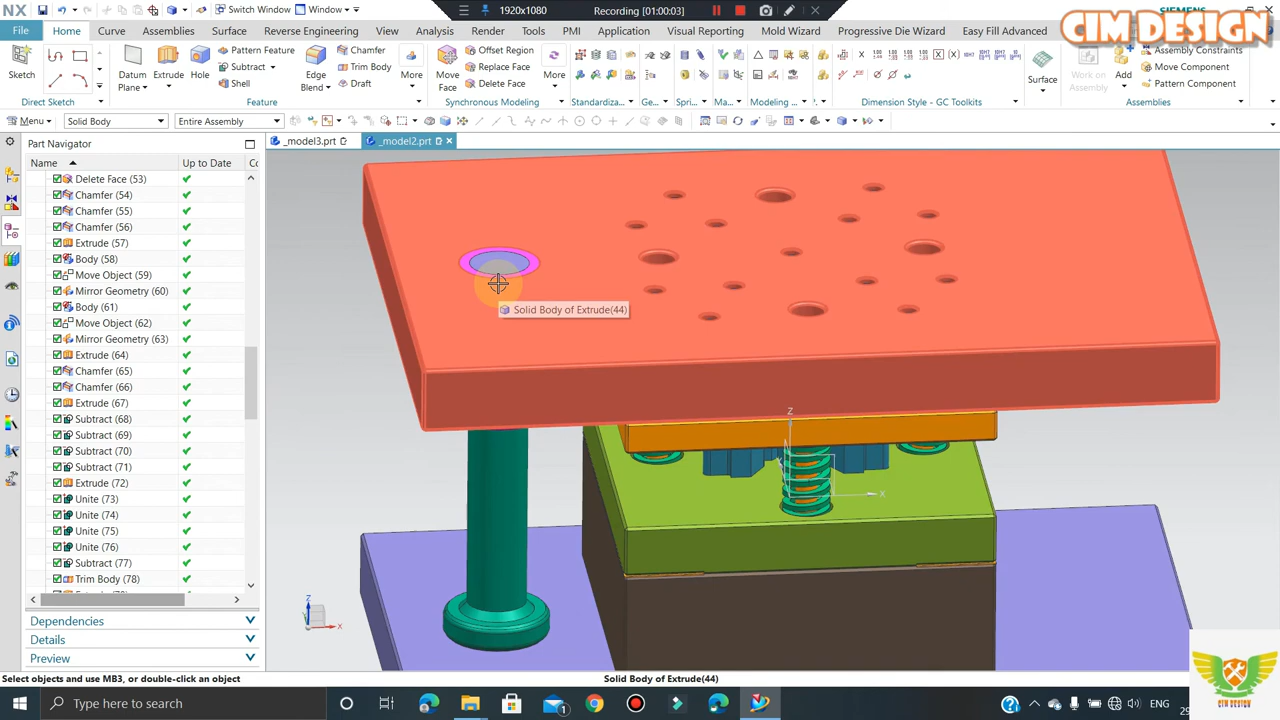 NX
Switch Window
Window
1920x1080
Recording [01:00:03]
SIEMENS
CIM DESIGN
File
Home
Curve
Assemblies
Surface
Reverse Engineering
View
Analysis
Render
Tools
PMI
Application
Visual Reporting
Mold Wizard
Progressive Die Wizard
Easy Fill Advanced
Sketch
Datum Plane
Extrude
Hole
Pattern Feature
Subtract
Shell
Edge Blend
Chamfer
Trim Body
Draft
More
Move Face
Offset Region
Replace Face
Delete Face
More
Surface
Work on Assembly
Add
Assembly Constraints
Move Component
Pattern Component
Direct Sketch
Feature
Synchronous Modeling
Standardiza...
Ge...
Spri...
Ma...
Modeling ...
Dimension Style - GC Toolkits
Assemblies
Menu
Solid Body
Entire Assembly
Part Navigator
_model3.prt
_model2.prt
Name
Up to Date
Cc
Delete Face (53)
Chamfer (54)
Chamfer (55)
Chamfer (56)
Extrude (57)
Body (58)
Move Object (59)
Mirror Geometry (60)
Body (61)
Move Object (62)
Mirror Geometry (63)
Extrude (64)
Chamfer (65)
Chamfer (66)
Extrude (67)
Subtract (68)
Subtract (69)
Subtract (70)
Subtract (71)
Extrude (72)
Unite (73)
Unite (74)
Unite (75)
Unite (76)
Subtract (77)
Trim Body (78)
Dependencies
Details
Preview
Solid Body of Extrude(44)
Z
X
Z
X
Select objects and use MB3, or double-click an object
Solid Body of Extrude(44)
Type here to search
ENG
CIM DESIGN